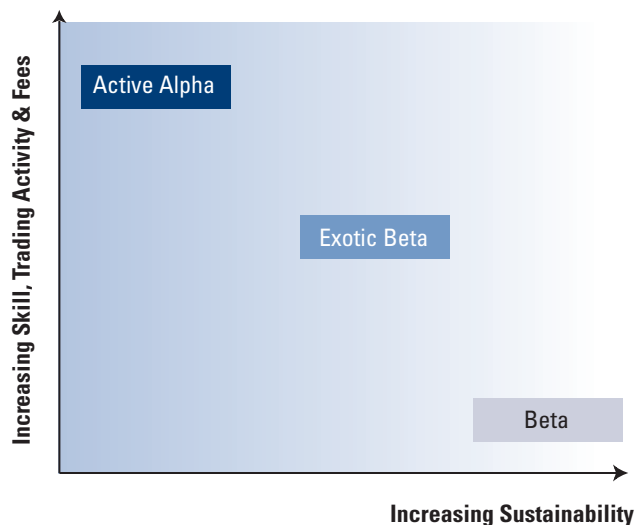 Increasing Skill, Trading Activity & Fees
Active Alpha
Exotic Beta
Beta
Increasing Sustainability